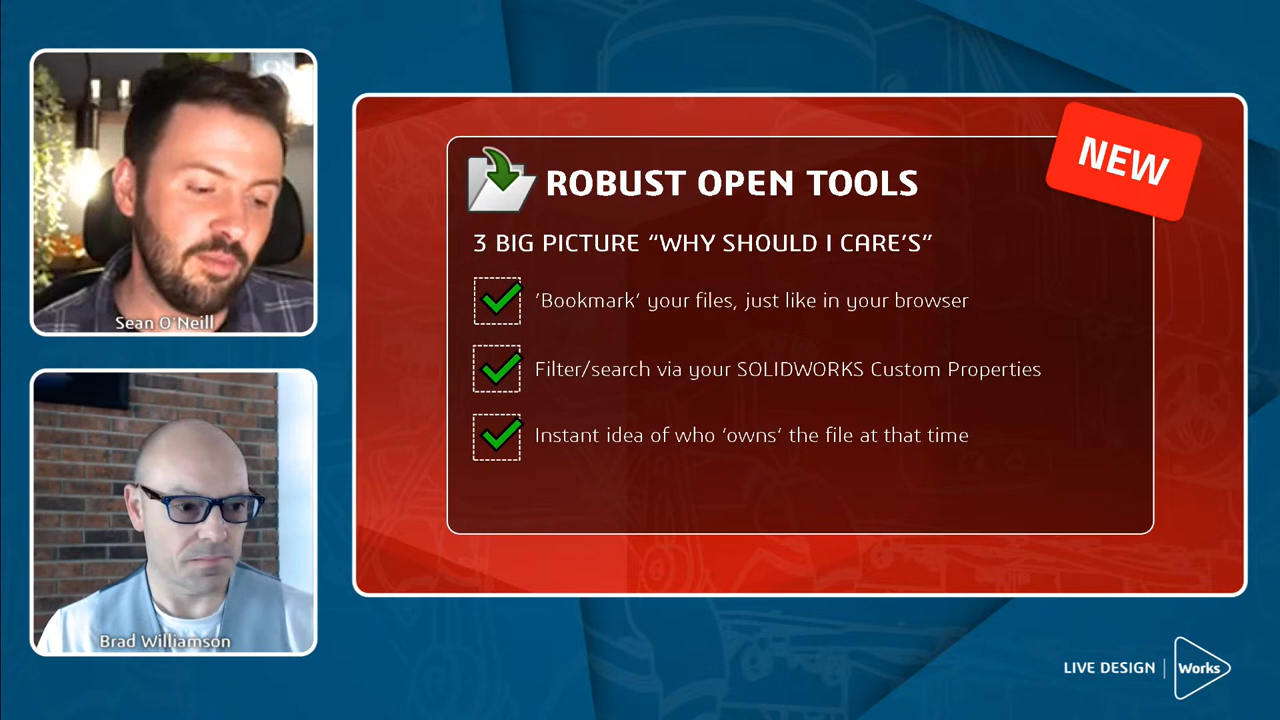 Sean O'Neill
Brad Williamson
NEW
ROBUST OPEN TOOLS
3 BIG PICTURE “WHY SHOULD I CARE'S”
‘Bookmark‘ your files, just like in your browser
Filter/search via your SOLIDWORKS Custom Properties
Instant idea of who ‘owns‘ the file at that time
LIVE DESIGN | Works